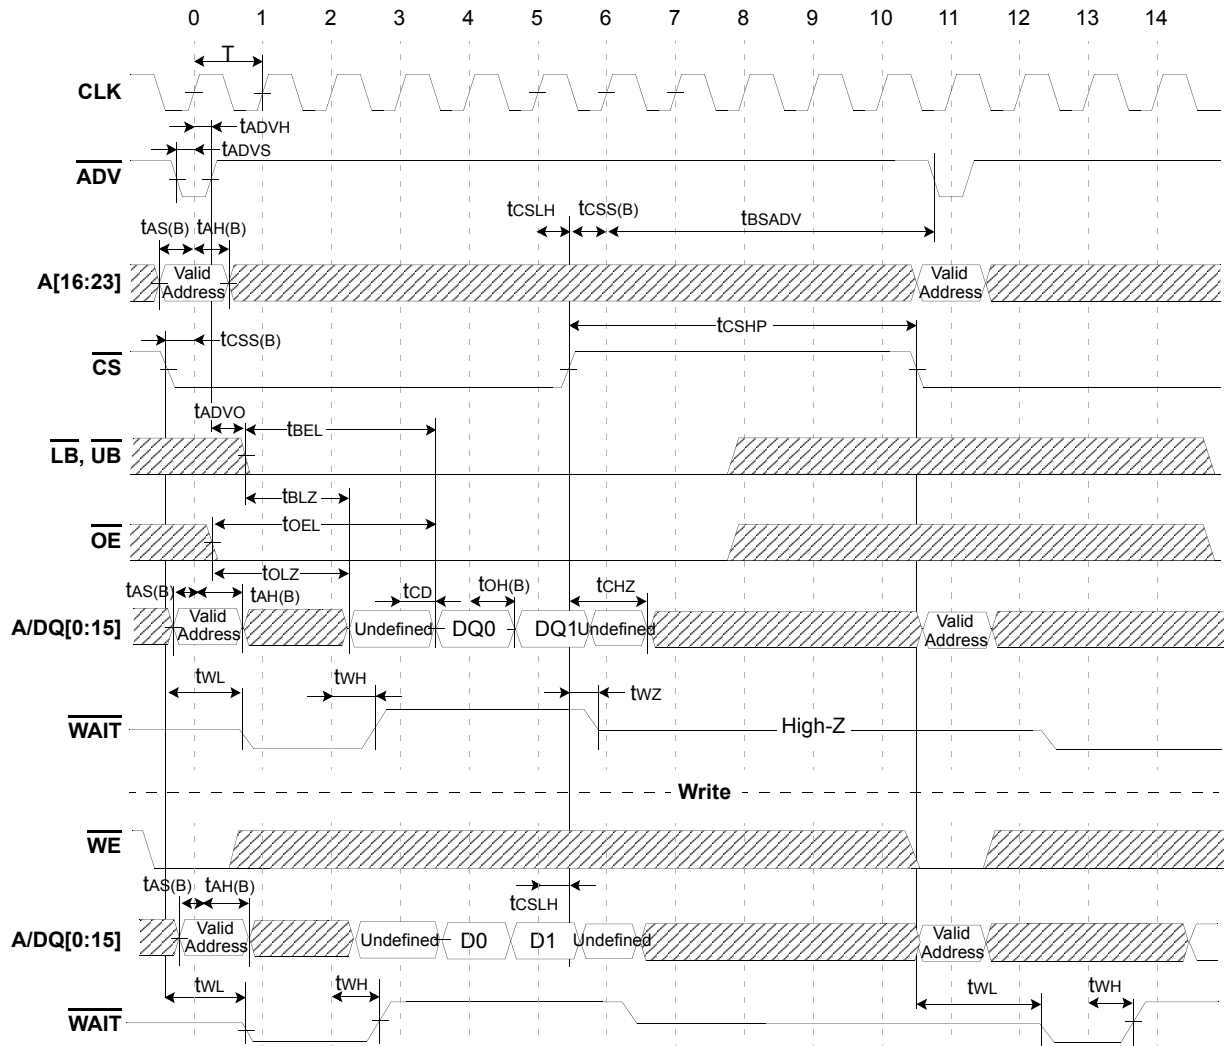 0 1 2 3 4 5 6 7 8 9 10 11 12 13 14
T
CLK
tADVH
tADVS
ADV
tCSLH tCSS(B) tBSADV
tAS(B) tAH(B)
A[16:23] Valid Address Valid Address
tCSHP
tCSS(B)
CS
tADVO tBEL
LB, UB
tBLZ
tOEL
OE
tOLZ
tAS(B) tAH(B) tCD tOH(B) tCHZ
A/DQ[0:15] Valid Address Undefined DQ0 DQ1 Undefined Valid Address
tWL tWH tWZ
WAIT High-Z
Write
WE
tAS(B) tAH(B) tCSLH
A/DQ[0:15] Valid Address Undefined D0 D1 Undefined Valid Address
tWL tWH tWL tWH
WAIT